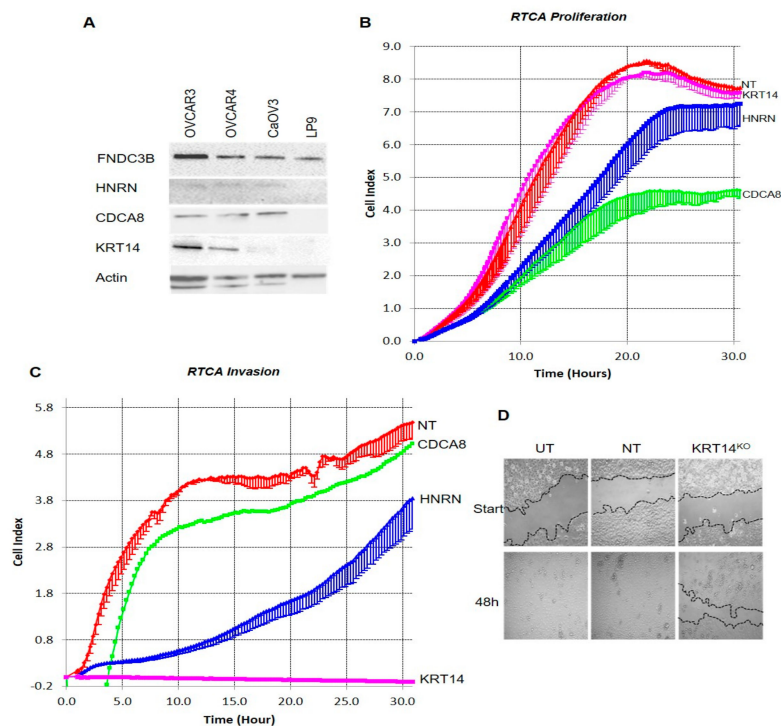 A
OVCAR3
OVCAR4
CaOV3
LP9
FNDC3B
HNRN
CDCA8
KRT14
Actin
B
RTCA Proliferation
9.0
8.0
7.0
6.0
5.0
4.0
3.0
2.0
1.0
0.0
Cell Index
NT
KRT14
HNRN
CDCA8
0.0
10.0
20.0
30.0
Time (Hours)
C
RTCA Invasion
5.8
4.8
3.8
2.8
1.8
0.8
-0.2
Cell Index
NT
CDCA8
HNRN
KRT14
0.0
5.0
10.0
15.0
20.0
25.0
30.0
Time (Hour)
D
UT
NT
KRT14KO
Start
48h